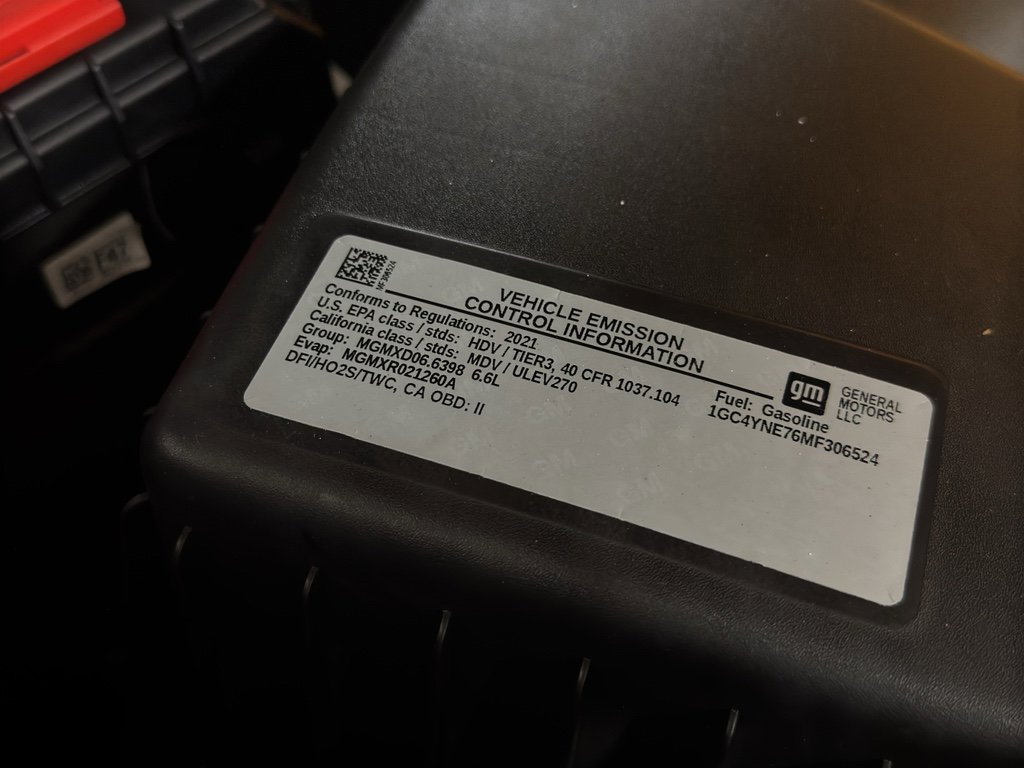 F47
MF306524
VEHICLE EMISSION
CONTROL INFORMATION
Conforms to Regulations: 2021
U.S. EPA class / stds: HDV / TIER3, 40 CFR 1037.104
California class / stds: MDV / ULEV270
Group: MGMXD06.6398 6.6L
Evap: MGMXR021260A
DFI/HO2S/TWC, CA OBD: II
Fuel: Gasoline
1GC4YNE76MF306524
gm
GENERAL
MOTORS
LLC